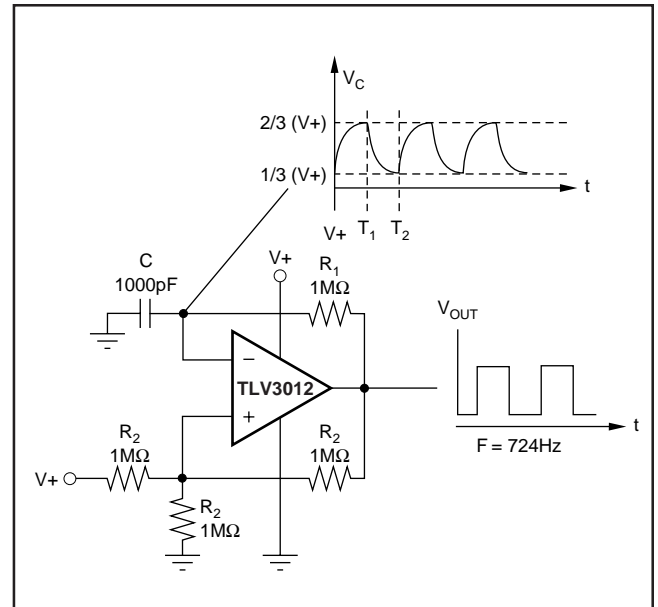 V_C
2/3 (V+)
1/3 (V+)
t
V+ T_1 T_2
C
1000pF
V+
R_1
1MΩ
V_OUT
–
TLV3012
+
t
F = 724Hz
R_2
1MΩ
R_2
1MΩ
V+
R_2
1MΩ